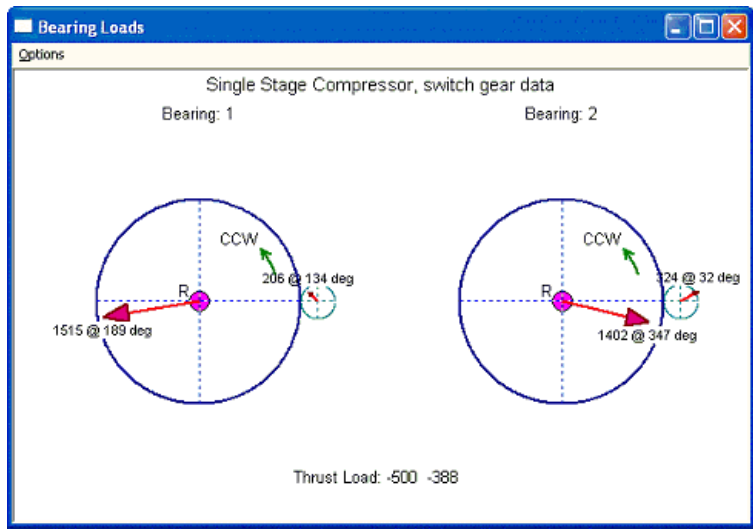 Bearing Loads
Options
Single Stage Compressor, switch gear data
Bearing: 1
Bearing: 2
CCW
206 @ 134 deg
R
1515 @ 189 deg
CCW
324 @ 32 deg
R
1402 @ 347 deg
Thrust Load: -500 -388